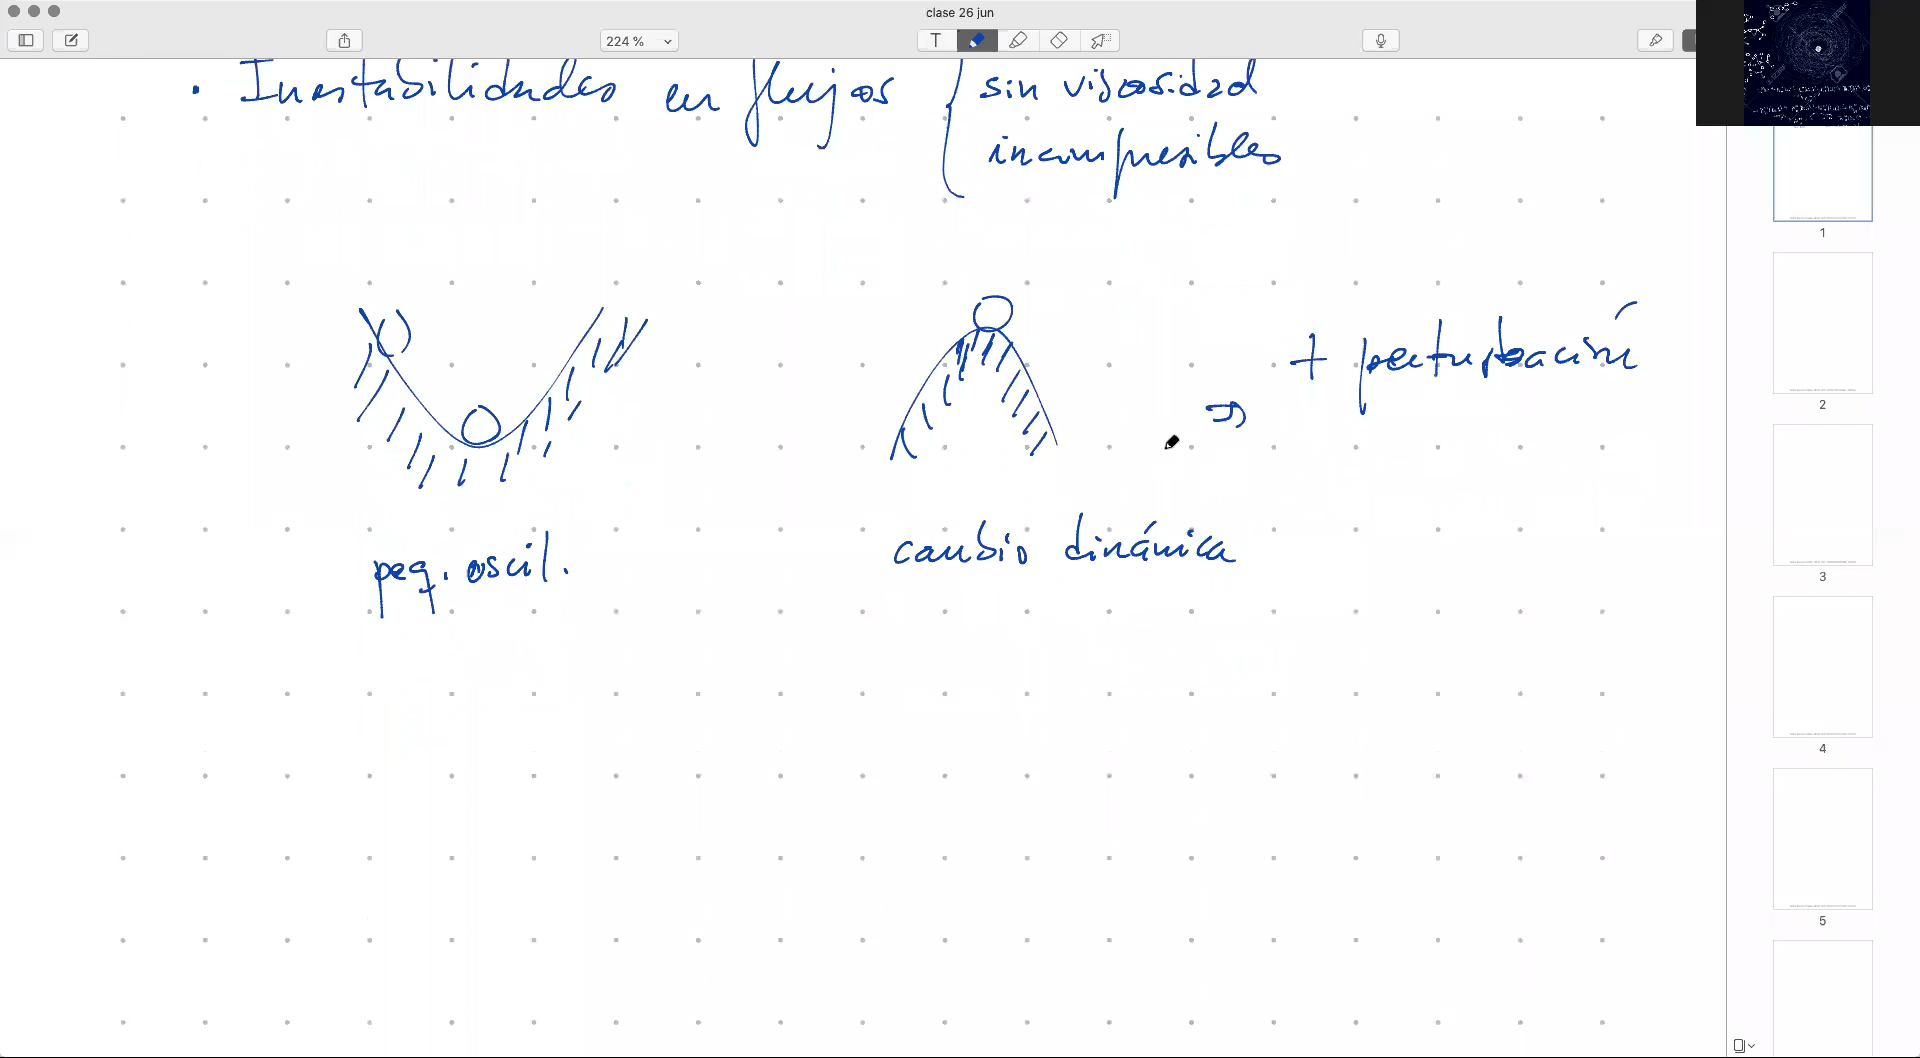 clase 26 jun
224 %
T
• Inestabilidades en flujos { sin viscosidad
incompresibles
+ perturbación
⇒
peq. oscil.
cambio dinámica
1
2
3
4
5